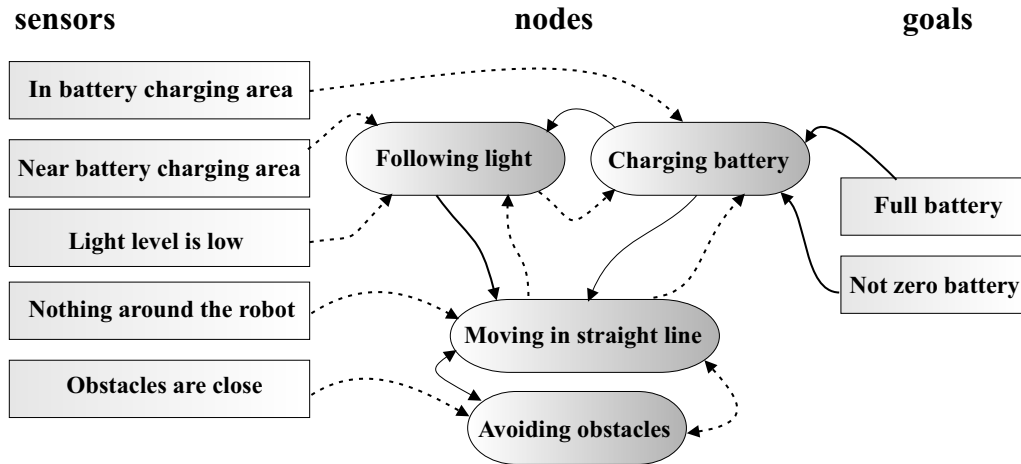 sensors
nodes
goals
In battery charging area
Near battery charging area
Light level is low
Nothing around the robot
Obstacles are close
Following light
Charging battery
Moving in straight line
Avoiding obstacles
Full battery
Not zero battery